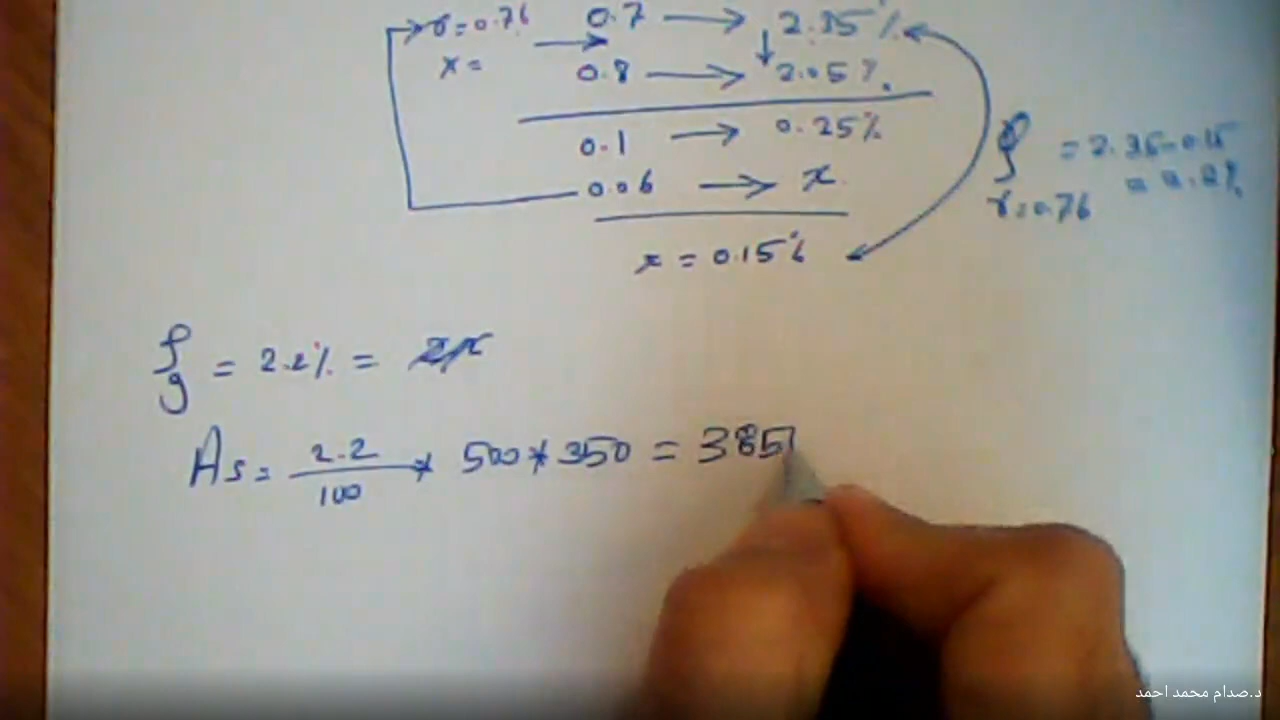 γ=0.76 0.7 → 2.35%
x= → 0.8 → ↓ 2.05%
0.1 → 0.25%
0.06 → x
x = 0.15%
ρ = 2.35-0.15
γ=0.76 = 2.2%
ρg = 2.2% =
As = 2.2/100 * 500*350 = 385
د.صدام محمد احمد